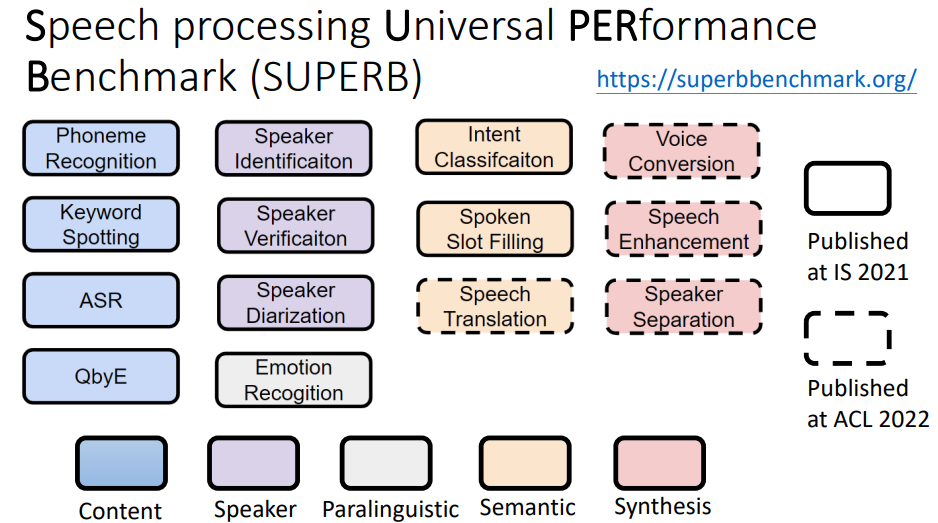 Speech processing Universal PERformance
Benchmark (SUPERB)
https://superbbenchmark.org/
Phoneme
Recognition
Speaker
Identificaiton
Intent
Classifcaiton
Voice
Conversion
Keyword
Spotting
Speaker
Verificaiton
Spoken
Slot Filling
Speech
Enhancement
ASR
Speaker
Diarization
Speech
Translation
Speaker
Separation
QbyE
Emotion
Recogition
Published
at IS 2021
Published
at ACL 2022
Content
Speaker
Paralinguistic
Semantic
Synthesis